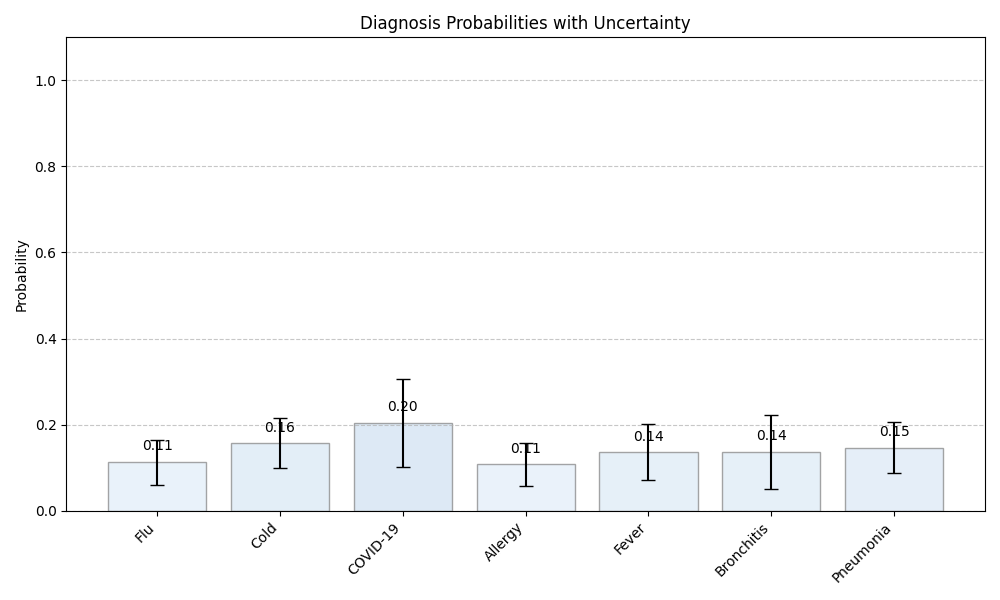 Diagnosis Probabilities with Uncertainty
Probability
1.0
0.8
0.6
0.4
0.2
0.0
0.11
0.16
0.20
0.11
0.14
0.14
0.15
Flu
Cold
COVID-19
Allergy
Fever
Bronchitis
Pneumonia